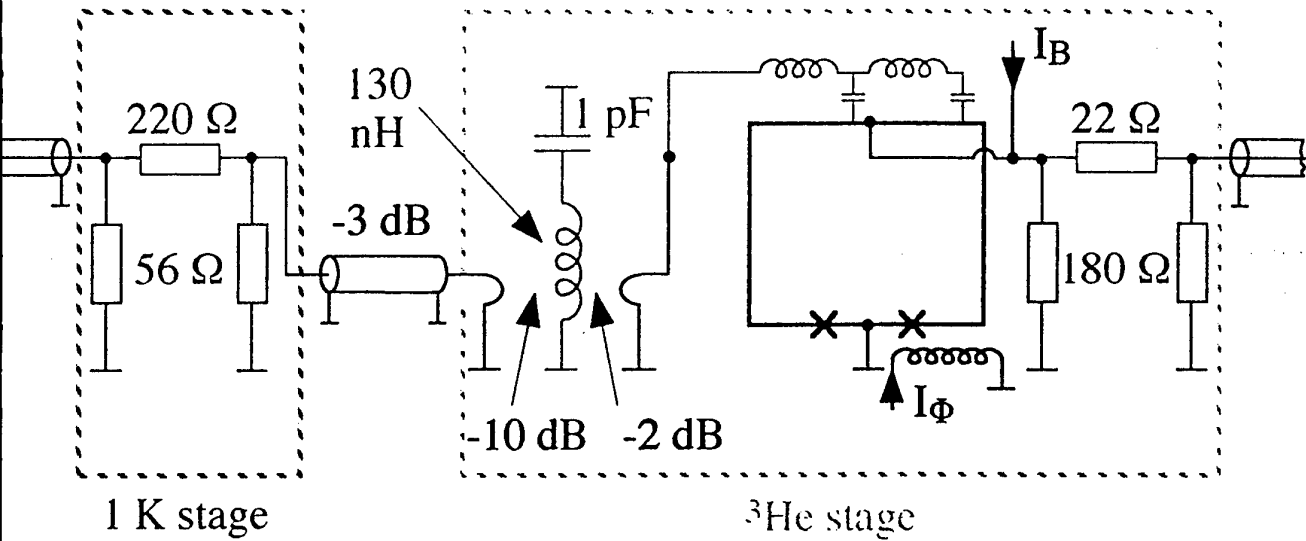 130
nH
1 pF
I_B
220 Ω
22 Ω
-3 dB
56 Ω
180 Ω
I_Φ
-10 dB
-2 dB
1 K stage
³He stage